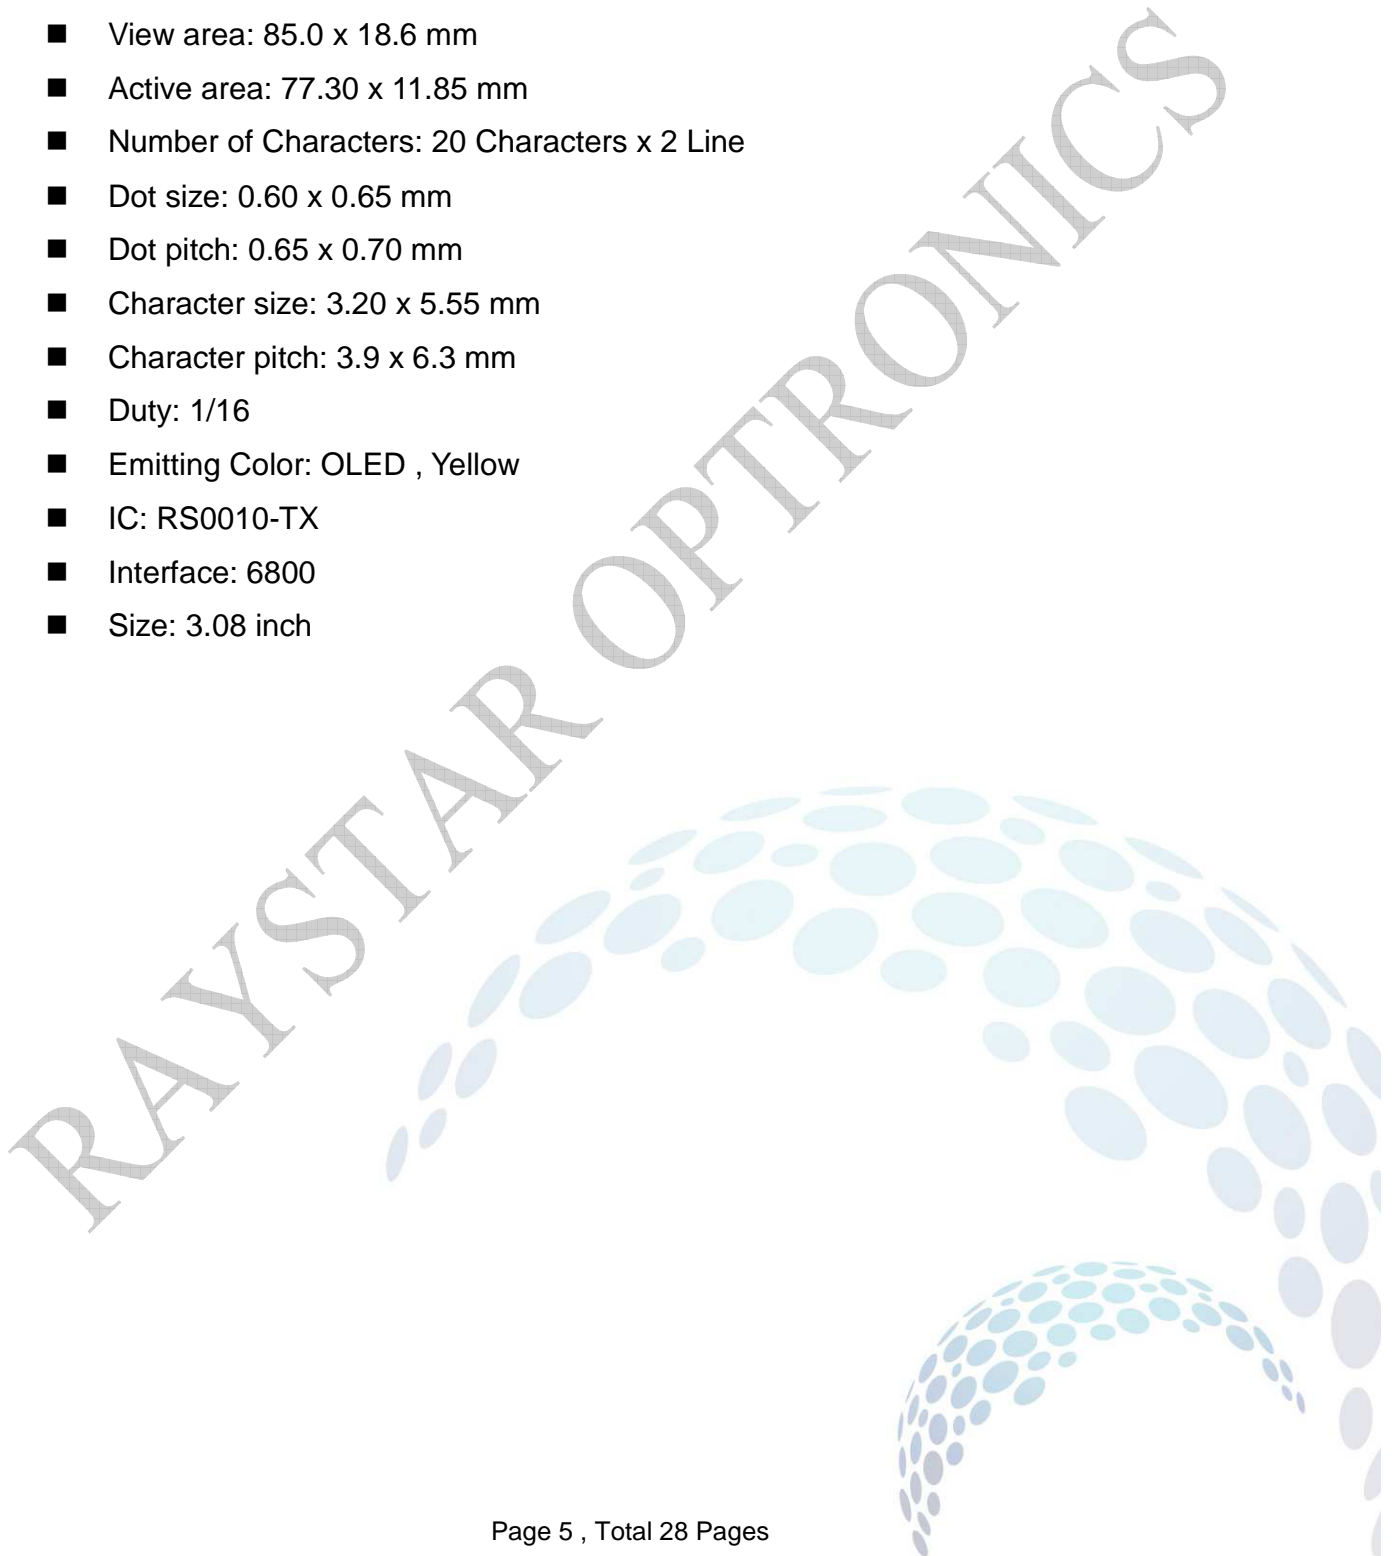 ■ View area: 85.0 x 18.6 mm
■ Active area: 77.30 x 11.85 mm
■ Number of Characters: 20 Characters x 2 Line
■ Dot size: 0.60 x 0.65 mm
■ Dot pitch: 0.65 x 0.70 mm
■ Character size: 3.20 x 5.55 mm
■ Character pitch: 3.9 x 6.3 mm
■ Duty: 1/16
■ Emitting Color: OLED , Yellow
■ IC: RS0010-TX
■ Interface: 6800
■ Size: 3.08 inch
RAYSTAR OPTRONICS
Page 5 , Total 28 Pages